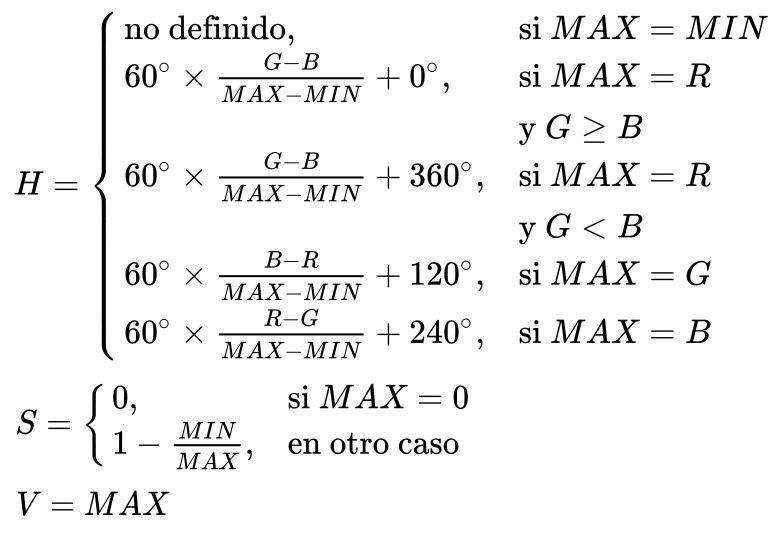 no definido, si MAX = MIN
60° × G−B / MAX−MIN + 0°, si MAX = R
y G ≥ B
H = 60° × G−B / MAX−MIN + 360°, si MAX = R
y G < B
60° × B−R / MAX−MIN + 120°, si MAX = G
60° × R−G / MAX−MIN + 240°, si MAX = B
S = 0, si MAX = 0
1 − MIN / MAX, en otro caso
V = MAX